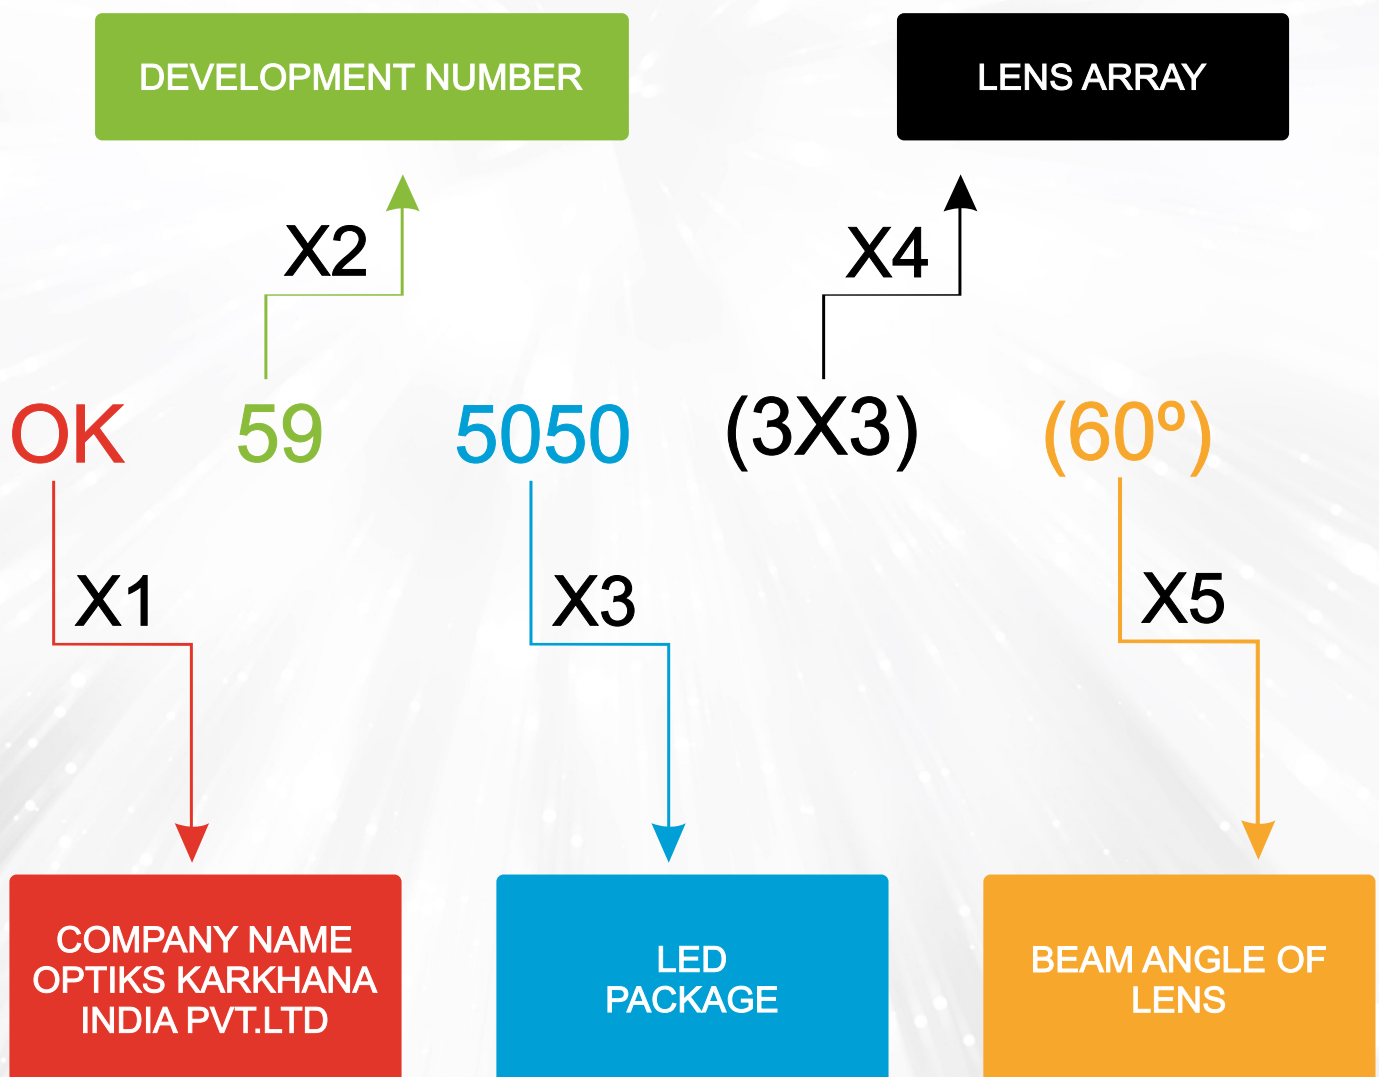 DEVELOPMENT NUMBER
LENS ARRAY
X2
X4
OK 59 5050 (3X3) (60º)
X1
X3
X5
COMPANY NAME
OPTIKS KARKHANA
INDIA PVT.LTD
LED
PACKAGE
BEAM ANGLE OF
LENS